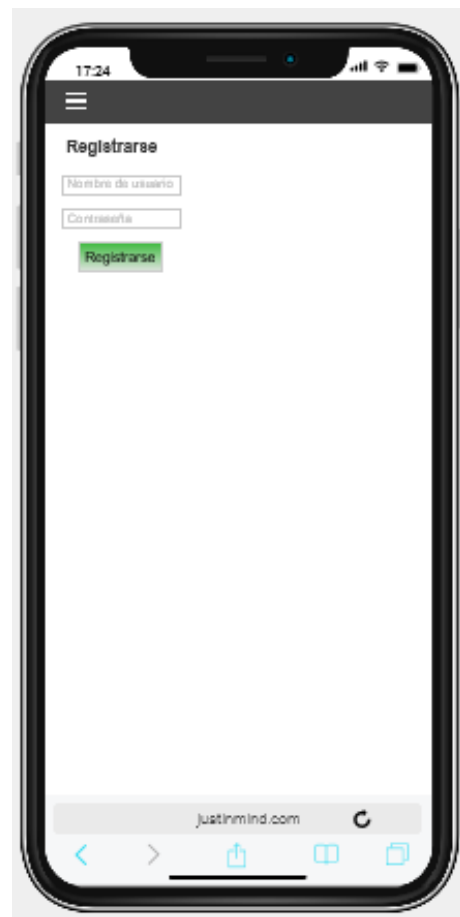 17:24
Registrarse
Nombre de usuario
Contraseña
Registrarse
justinmind.com